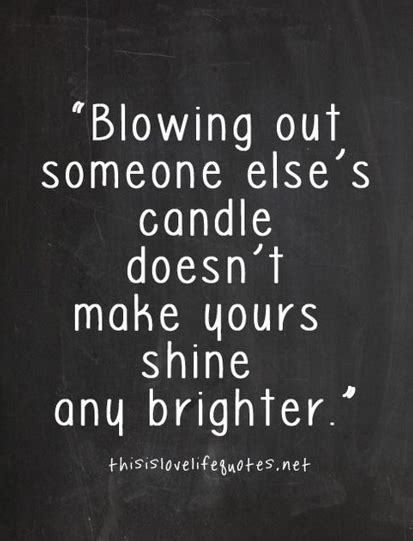 “Blowing out
someone else's
candle
doesn't
make yours
shine
any brighter.”
thisislovelifequotes.net